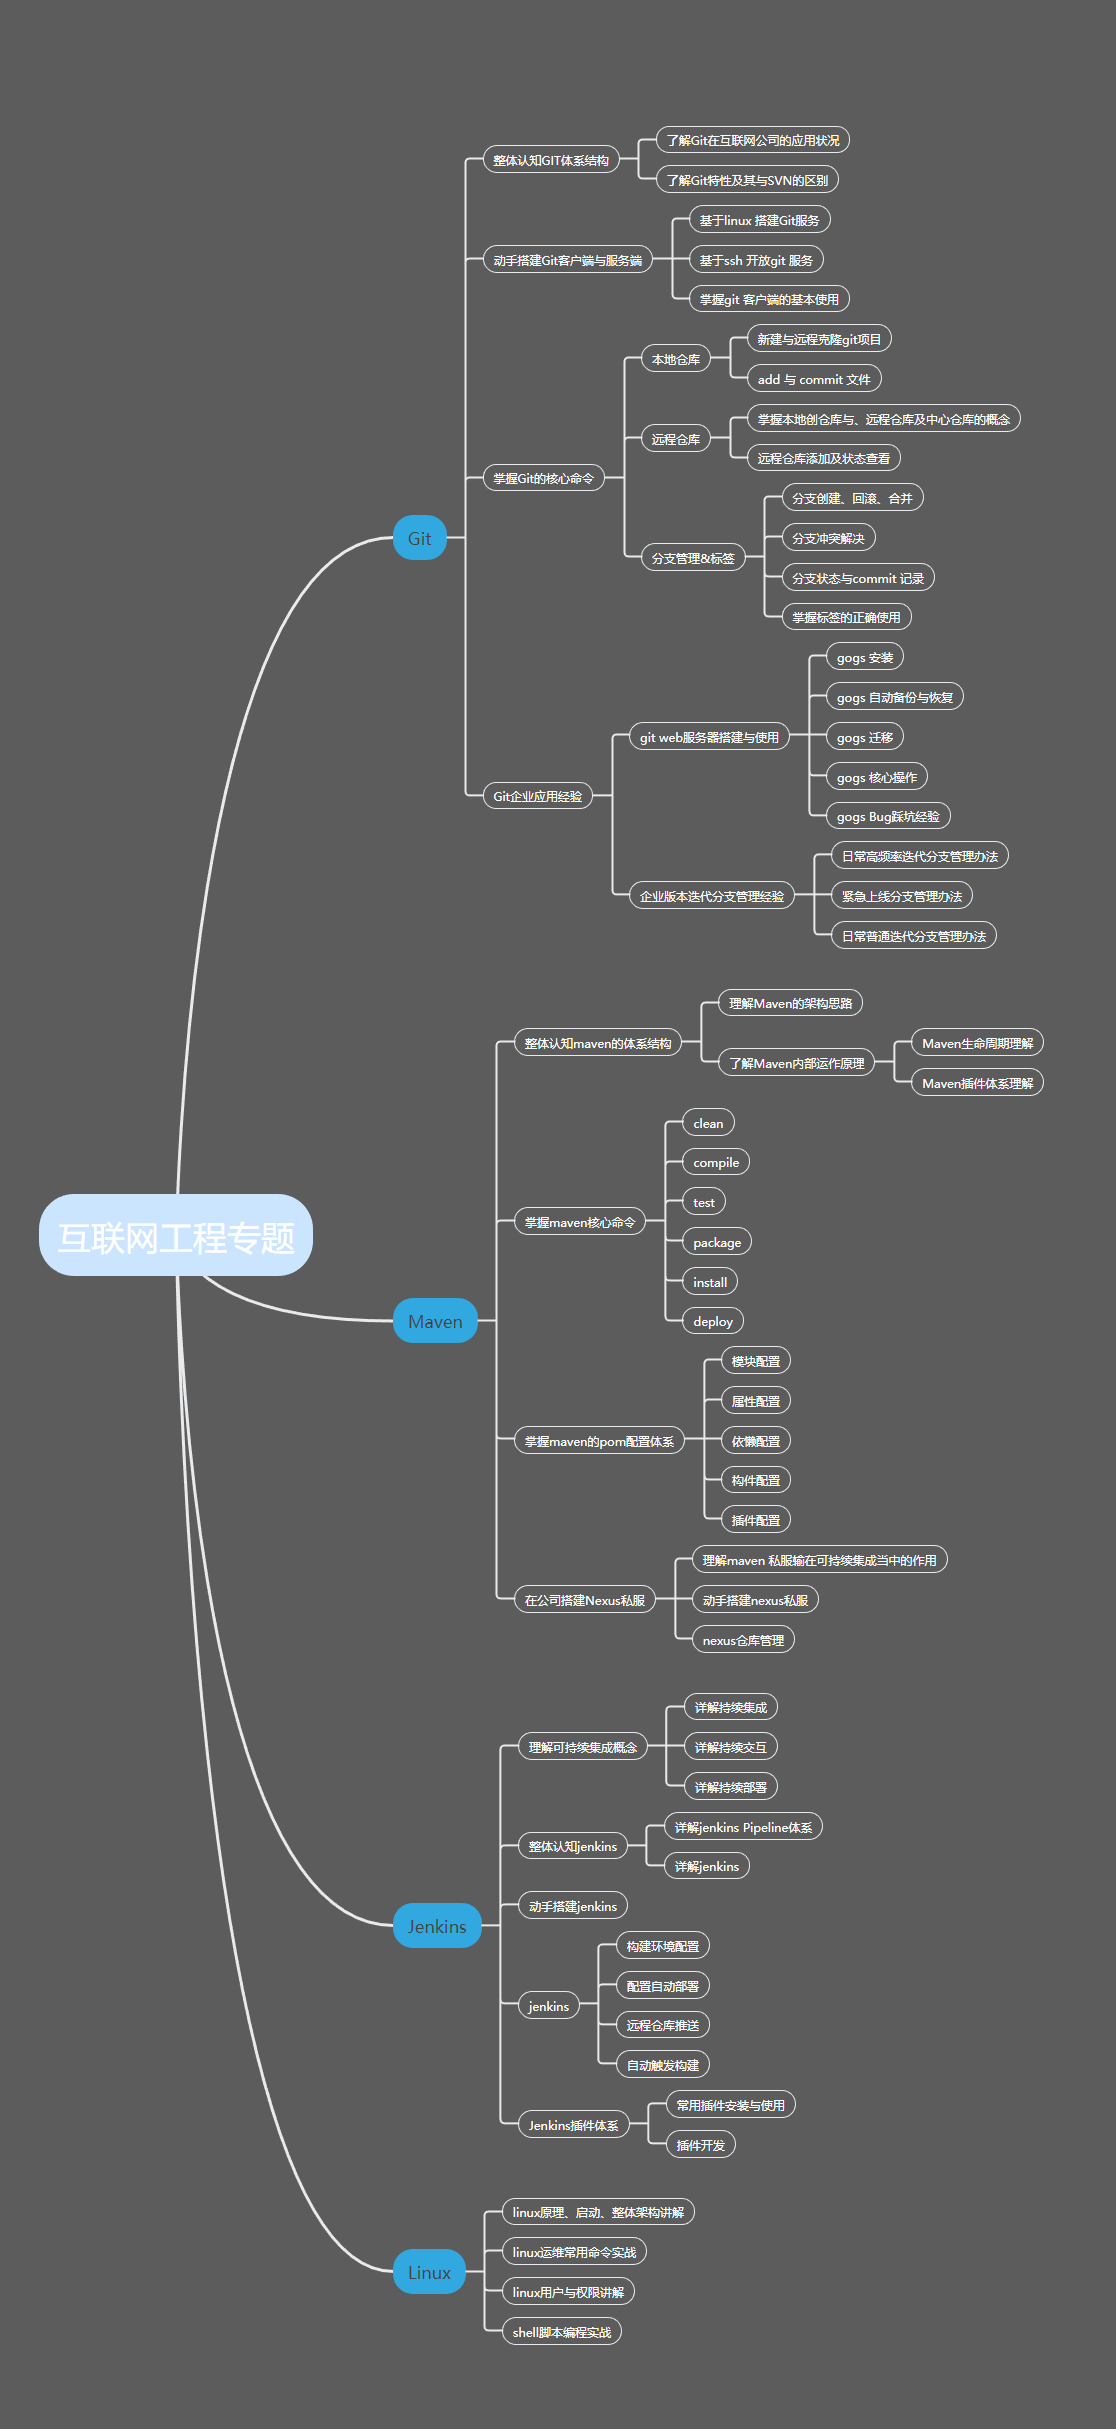 互联网工程专题
Git
整体认知GIT体系结构
了解Git在互联网公司的应用状况
了解Git特性及其与SVN的区别
动手搭建Git客户端与服务端
基于linux 搭建Git服务
基于ssh 开放git 服务
掌握git 客户端的基本使用
掌握Git的核心命令
本地仓库
新建与远程克隆git项目
add 与 commit 文件
远程仓库
掌握本地创仓库与、远程仓库及中心仓库的概念
远程仓库添加及状态查看
分支管理&标签
分支创建、回滚、合并
分支冲突解决
分支状态与commit 记录
掌握标签的正确使用
Git企业应用经验
git web服务器搭建与使用
gogs 安装
gogs 自动备份与恢复
gogs 迁移
gogs 核心操作
gogs Bug踩坑经验
企业版本迭代分支管理经验
日常高频率迭代分支管理办法
紧急上线分支管理办法
日常普通迭代分支管理办法
Maven
整体认知maven的体系结构
理解Maven的架构思路
了解Maven内部运作原理
Maven生命周期理解
Maven插件体系理解
掌握maven核心命令
clean
compile
test
package
install
deploy
掌握maven的pom配置体系
模块配置
属性配置
依懒配置
构件配置
插件配置
在公司搭建Nexus私服
理解maven 私服输在可持续集成当中的作用
动手搭建nexus私服
nexus仓库管理
Jenkins
理解可持续集成概念
详解持续集成
详解持续交互
详解持续部署
整体认知jenkins
详解jenkins Pipeline体系
详解jenkins
动手搭建jenkins
jenkins
构建环境配置
配置自动部署
远程仓库推送
自动触发构建
Jenkins插件体系
常用插件安装与使用
插件开发
Linux
linux原理、启动、整体架构讲解
linux运维常用命令实战
linux用户与权限讲解
shell脚本编程实战